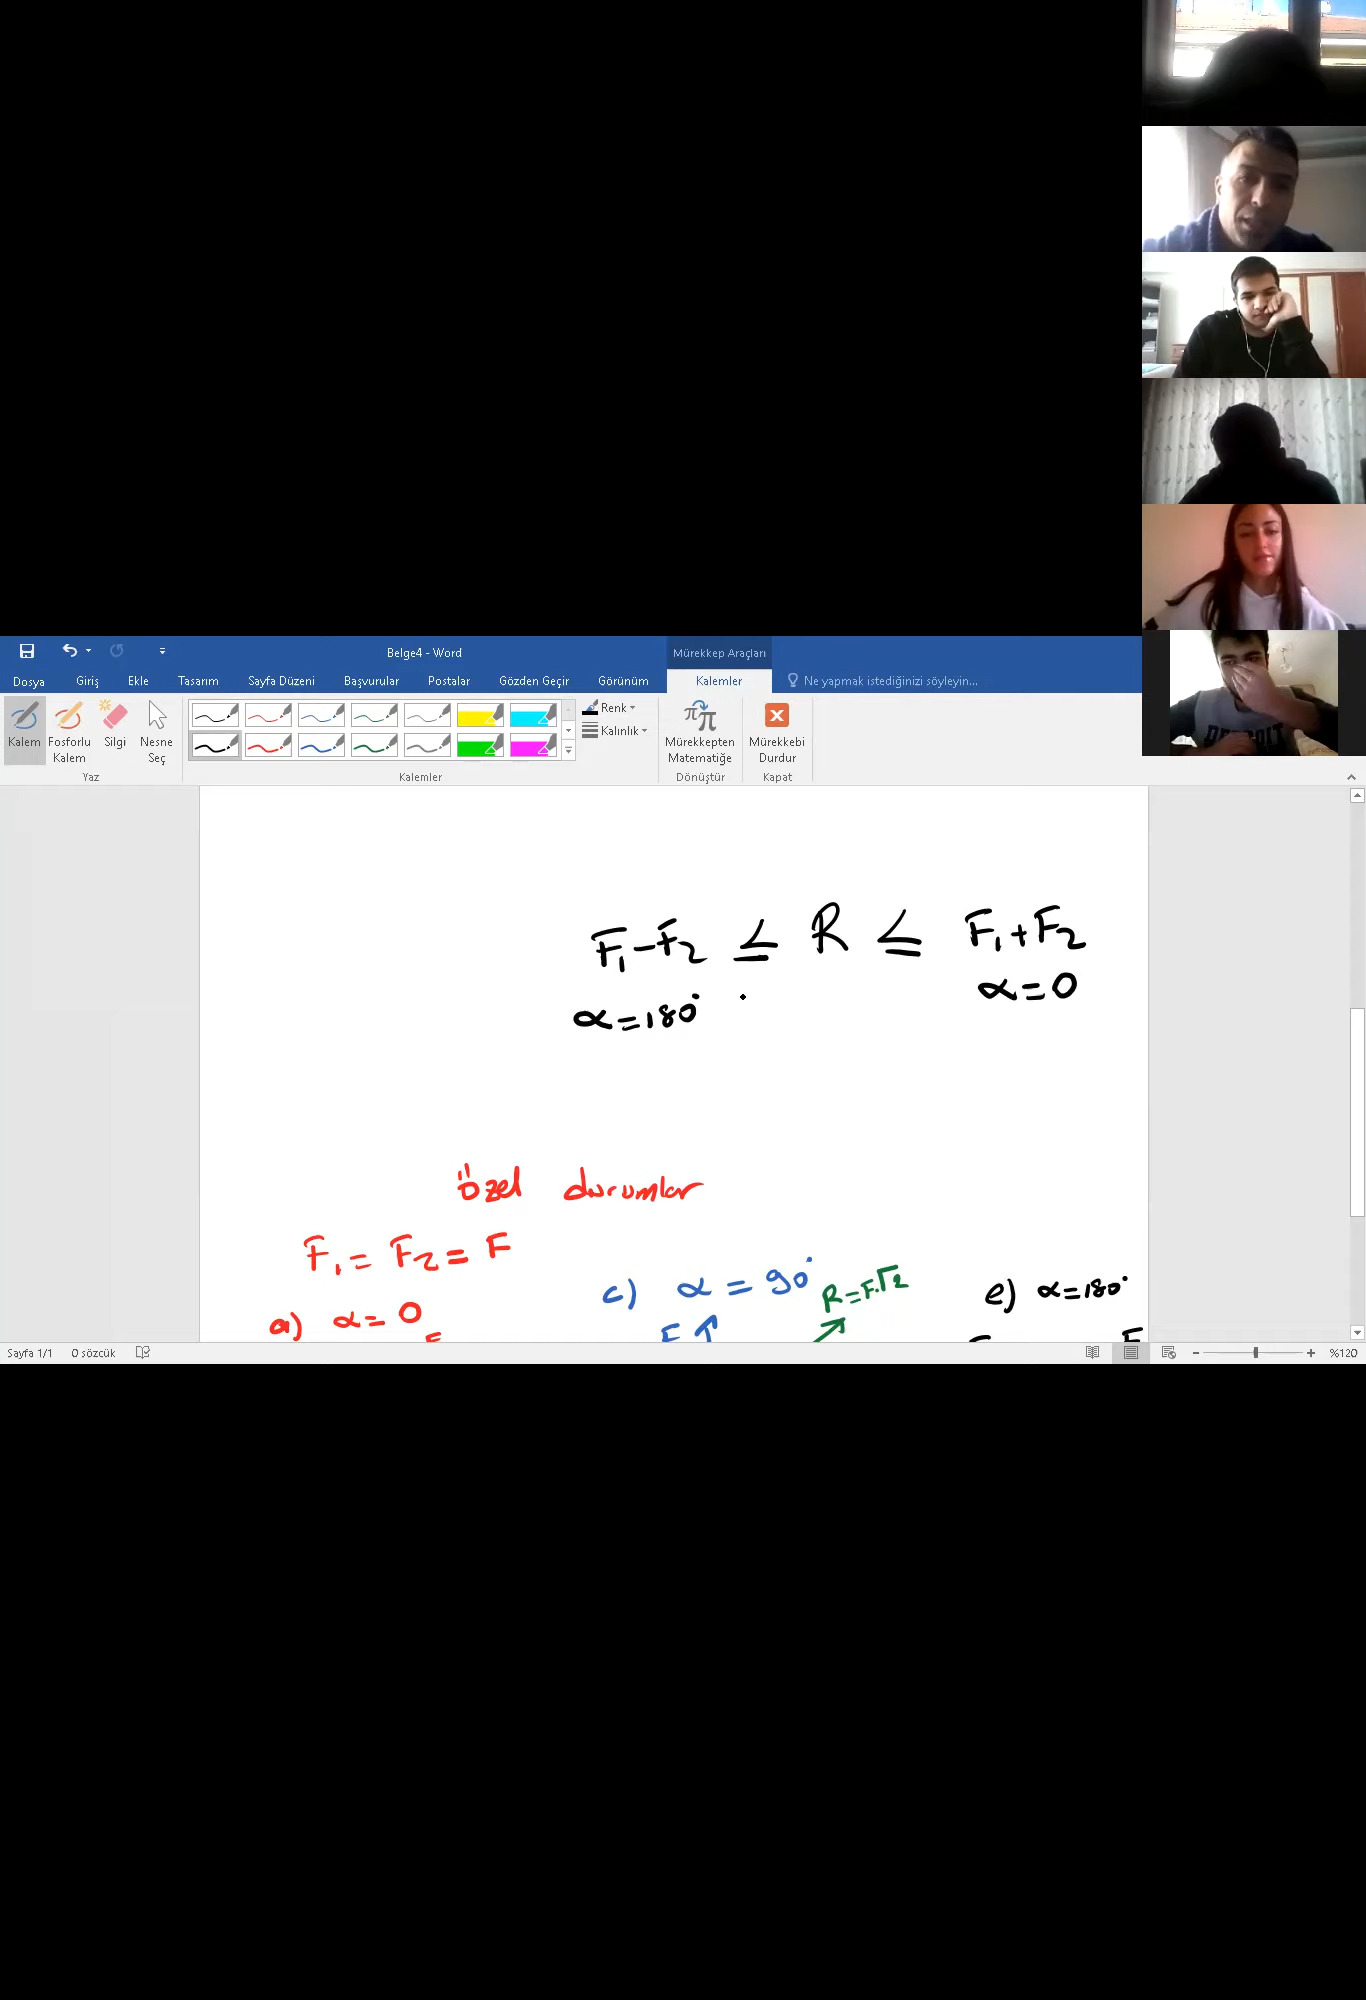 Belge4 - Word
Mürekkep Araçları
Dosya Giriş Ekle Tasarım Sayfa Düzeni Başvurular Postalar Gözden Geçir Görünüm Kalemler Ne yapmak istediğinizi söyleyin...
Kalem Fosforlu Kalem Silgi Nesne Seç
Renk
Kalınlık
Mürekkepten Matematiğe
Mürekkebi Durdur
Yaz Kalemler Dönüştür Kapat
F₁-F₂ ≤ R ≤ F₁+F₂
α=180° α=0
özel durumlar
F₁ = F₂ = F
a) α=0
F
c) α = 90°
R=F.√2
F
e) α=180°
F
Sayfa 1/1 0 sözcük %120